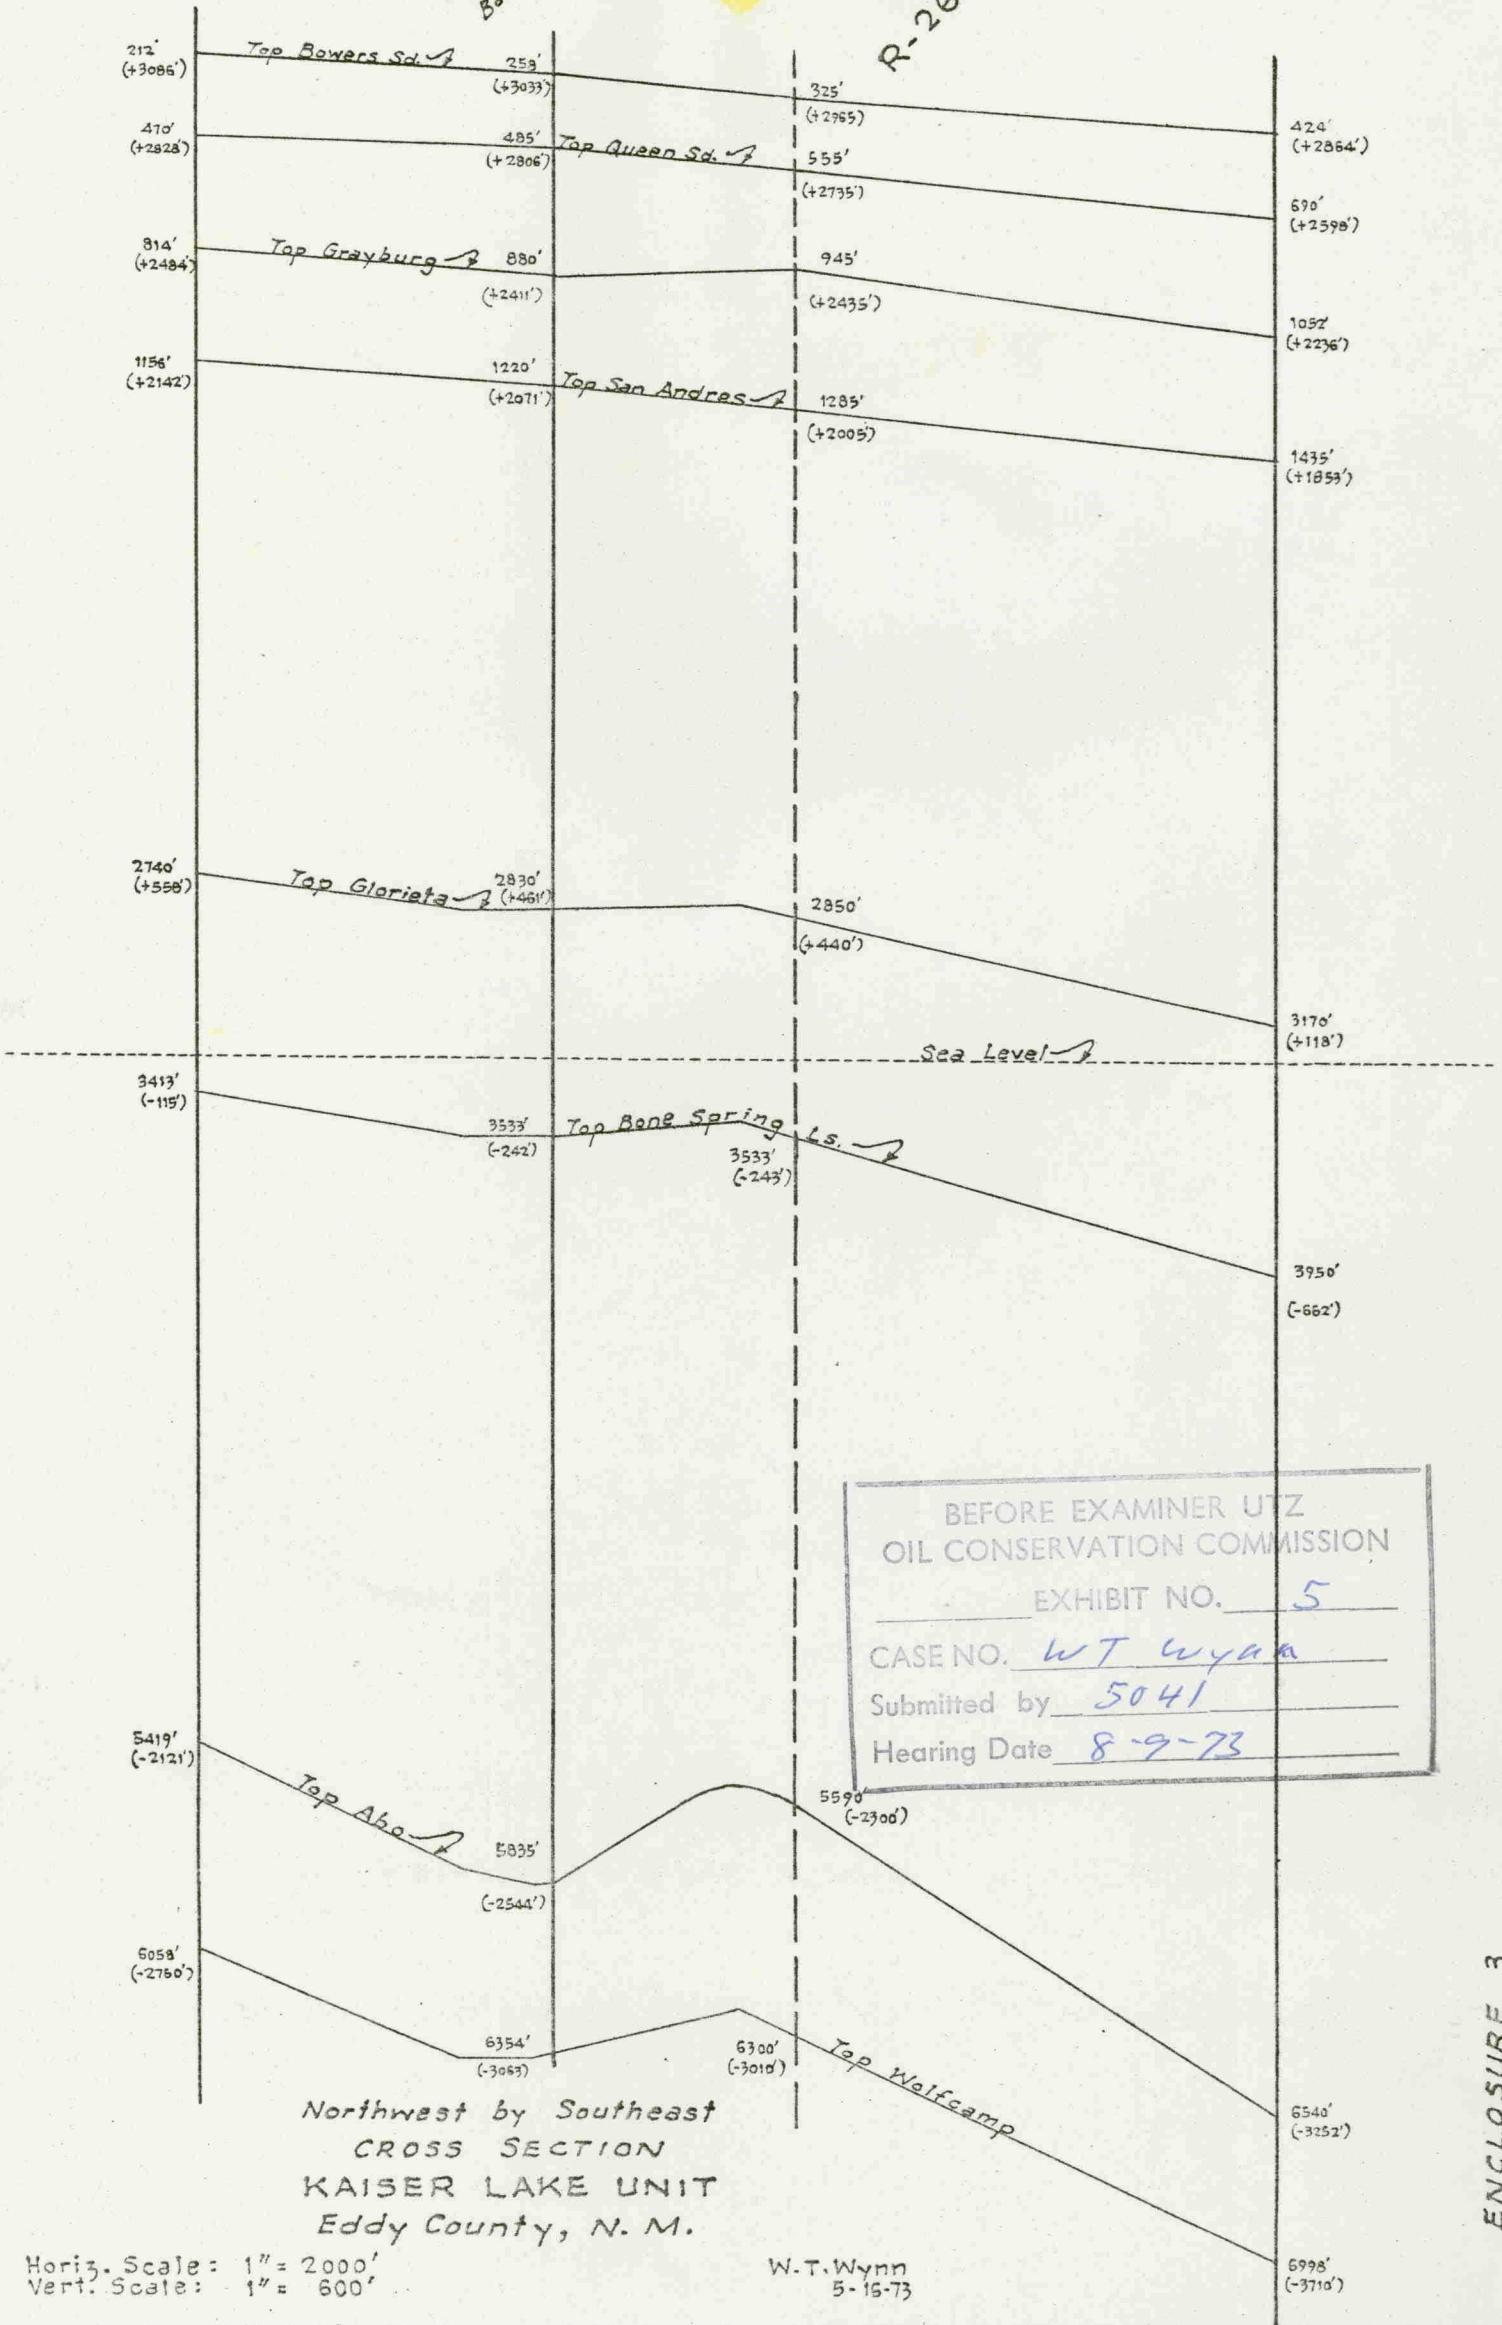 R-26
212' Top Bowers Sd. 259' 325' 424'
(+3086') (+3033') (+2965) (+2864')
470' 485' Top Queen Sd. 555' 690'
(+2828') (+2806') (+2735') (+2598')
814' Top Grayburg 880' 945' 1052'
(+2484') (+2411') (+2435') (+2236')
1156' 1220' Top San Andres 1285' 1435'
(+2142') (+2071') (+2005') (+1853')
2740' Top Glorieta 2830' 2850' 3170'
(+558') (+461') (+440') (+118')
Sea Level
3413' 3533' Top Bone Spring Ls. 3533' 3950'
(-115') (-242') (-243') (-662')
BEFORE EXAMINER UTZ
OIL CONSERVATION COMMISSION
EXHIBIT NO. 5
CASE NO. WT Wynn
Submitted by 5041
Hearing Date 8-9-73
5419' Top Abo 5835' 5590' 6540'
(-2121') (-2544') (-2300') (-3252')
6058' 6354' 6300' Top Wolfcamp 6998'
(-2760') (-3063') (-3010') (-3710')
Northwest by Southeast
CROSS SECTION
KAISER LAKE UNIT
Eddy County, N. M.
Horiz. Scale: 1" = 2000'
Vert. Scale: 1" = 600'
W.T. Wynn
5-16-73
ENCLOSURE 3